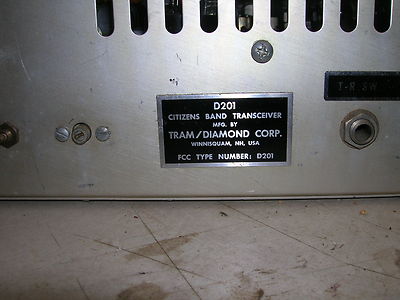 T-R SW
D201
CITIZENS BAND TRANSCEIVER
MFG. BY
TRAM/DIAMOND CORP.
WINNISQUAM, NH, USA
FCC TYPE NUMBER: D201